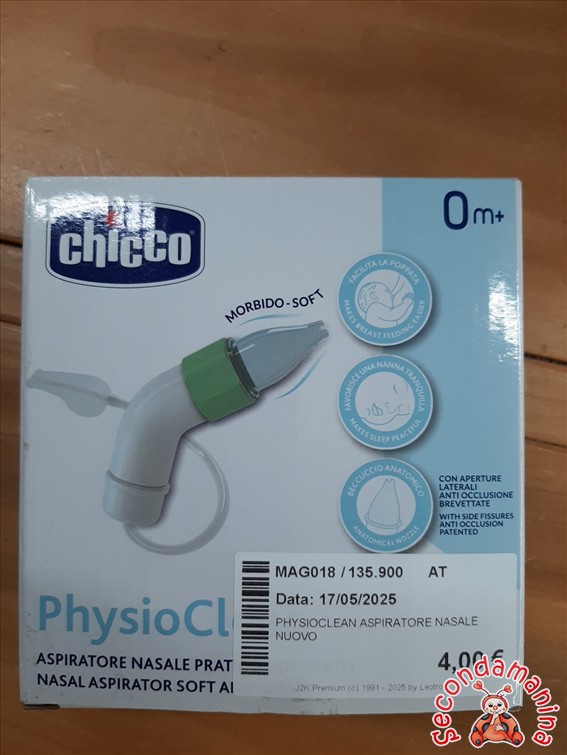 chicco
0m+
MORBIDO-SOFT
FACILITA LA POPPATA
MAKES BREAST FEEDING EASIER
FAVORISCE UNA NANNA TRANQUILLA
MAKES SLEEP PEACEFUL
BECCUCCIO ANATOMICO
ANATOMICAL NOZZLE
CON APERTURE
LATERALI
ANTI OCCLUSIONE
BREVETTATE
WITH SIDE FISSURES
ANTI OCCLUSION
PATENTED
PhysioCl
ASPIRATORE NASALE PRAT
NASAL ASPIRATOR SOFT A
MAG018 / 135.900 AT
Data: 17/05/2025
PHYSIOCLEAN ASPIRATORE NASALE
NUOVO
4,00 €
J2K Premium (c) 1991 - 2025 by Leotro
secondamanina